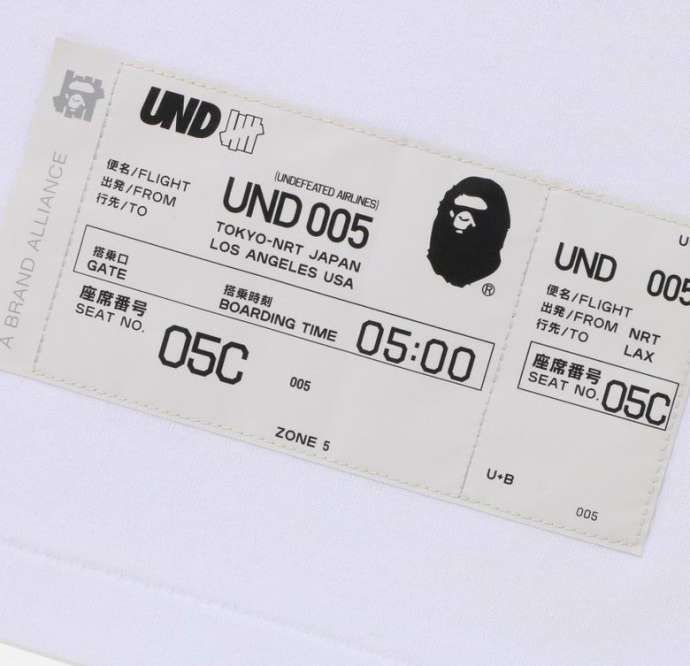 A BRAND ALLIANCE
UND
(UNDEFEATED AIRLINES)
便名/FLIGHT UND 005
出発/FROM TOKYO-NRT JAPAN
行先/TO LOS ANGELES USA
®
搭乗口
GATE
搭乗時刻
BOARDING TIME 05:00
座席番号
SEAT NO. 05C
005
ZONE 5
U
UND 005
便名/FLIGHT
出発/FROM NRT
行先/TO LAX
座席番号
SEAT NO. 05C
U+B
005